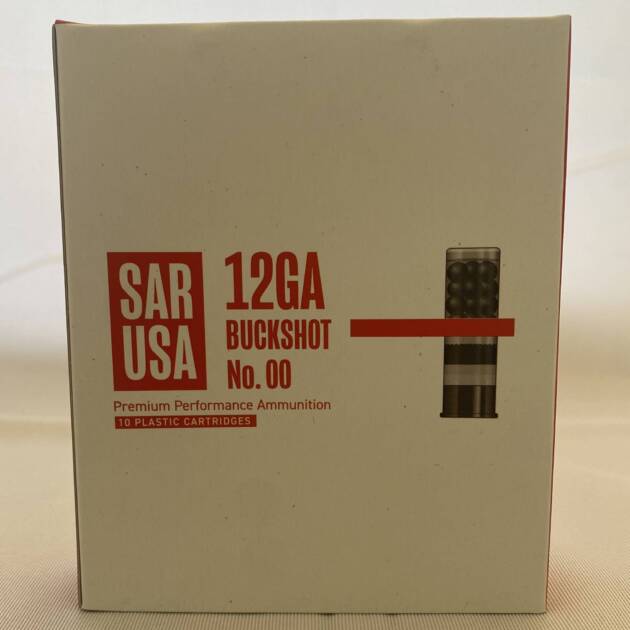 SAR
USA
12GA
BUCKSHOT
No. 00
Premium Performance Ammunition
10 PLASTIC CARTRIDGES